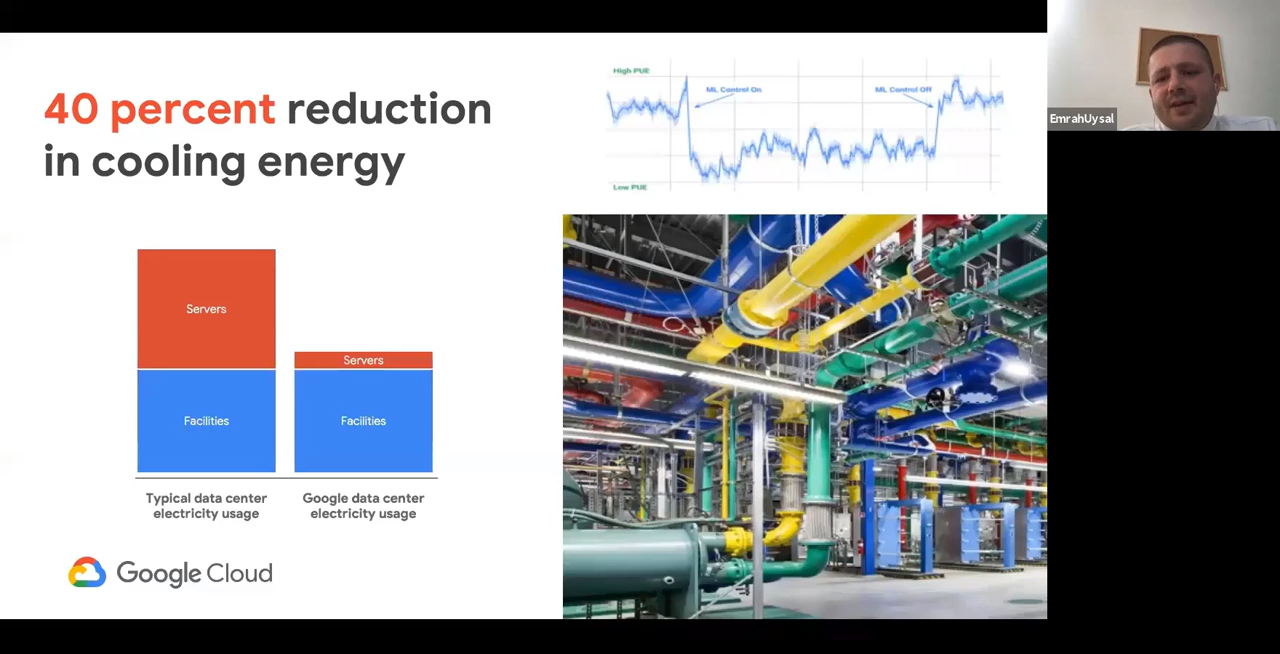 40 percent reduction
in cooling energy
High PUE
ML Control On
ML Control Off
Low PUE
EmrahUysal
Servers
Facilities
Servers
Facilities
Typical data center
electricity usage
Google data center
electricity usage
Google Cloud